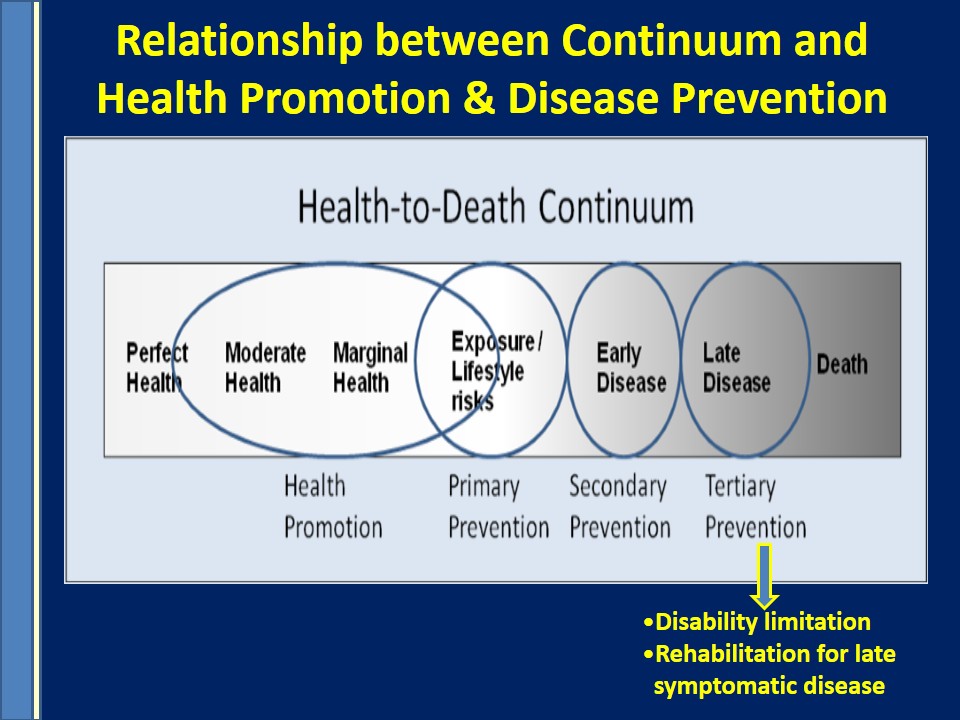 Relationship between Continuum and
Health Promotion & Disease Prevention
Health-to-Death Continuum
Perfect
Health
Moderate
Health
Marginal
Health
Exposure/
Lifestyle
risks
Early
Disease
Late
Disease
Death
Health
Promotion
Primary
Prevention
Secondary
Prevention
Tertiary
Prevention
•Disability limitation
•Rehabilitation for late
symptomatic disease